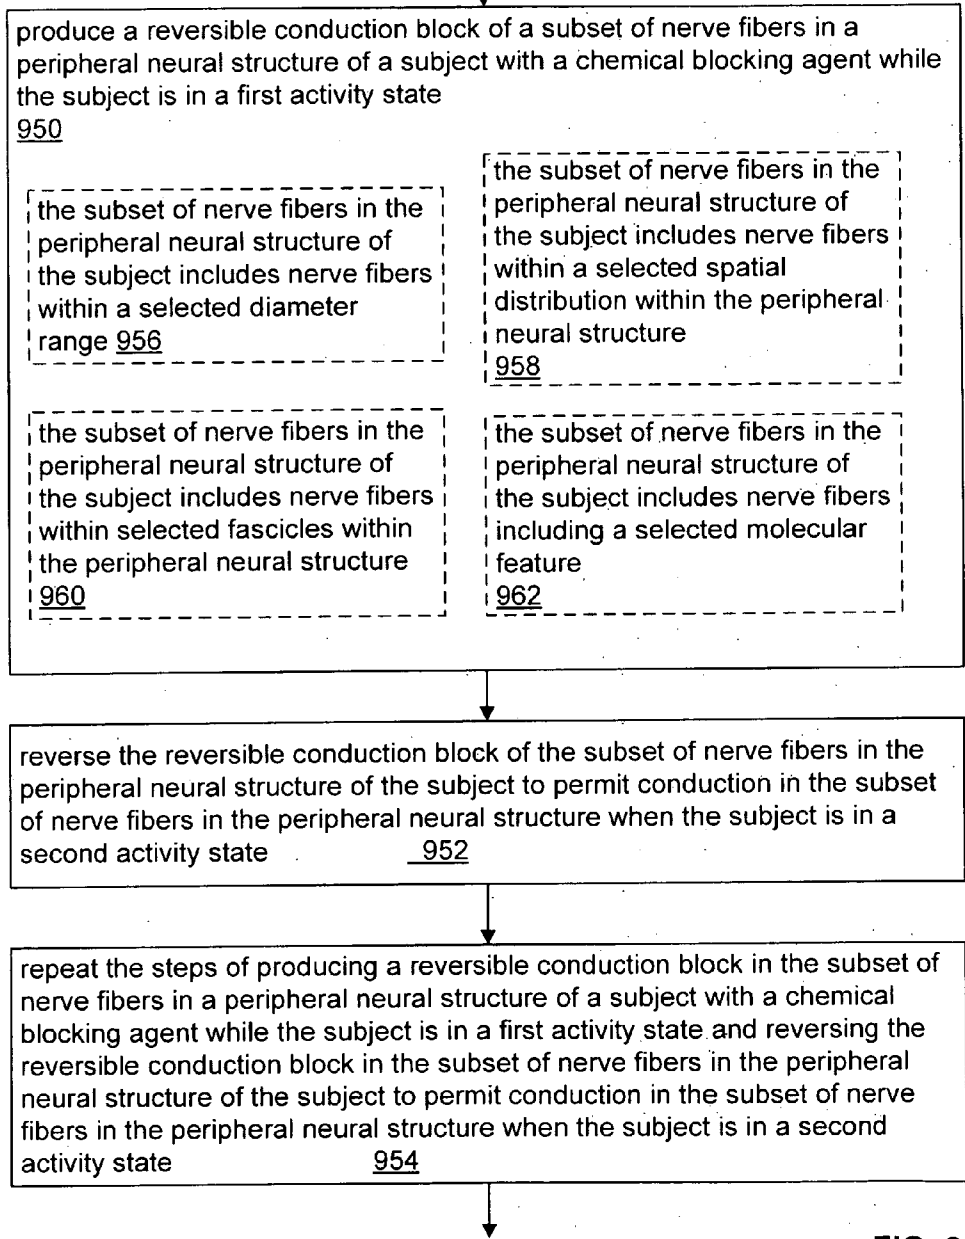 produce a reversible conduction block of a subset of nerve fibers in a
peripheral neural structure of a subject with a chemical blocking agent while
the subject is in a first activity state
950
the subset of nerve fibers in the
peripheral neural structure of
the subject includes nerve fibers
within a selected diameter
range 956
the subset of nerve fibers in the
peripheral neural structure of
the subject includes nerve fibers
within a selected spatial
distribution within the peripheral
neural structure
958
the subset of nerve fibers in the
peripheral neural structure of
the subject includes nerve fibers
within selected fascicles within
the peripheral neural structure
960
the subset of nerve fibers in the
peripheral neural structure of
the subject includes nerve fibers
including a selected molecular
feature
962
reverse the reversible conduction block of the subset of nerve fibers in the
peripheral neural structure of the subject to permit conduction in the subset
of nerve fibers in the peripheral neural structure when the subject is in a
second activity state 952
repeat the steps of producing a reversible conduction block in the subset of
nerve fibers in a peripheral neural structure of a subject with a chemical
blocking agent while the subject is in a first activity state and reversing the
reversible conduction block in the subset of nerve fibers in the peripheral
neural structure of the subject to permit conduction in the subset of nerve
fibers in the peripheral neural structure when the subject is in a second
activity state 954